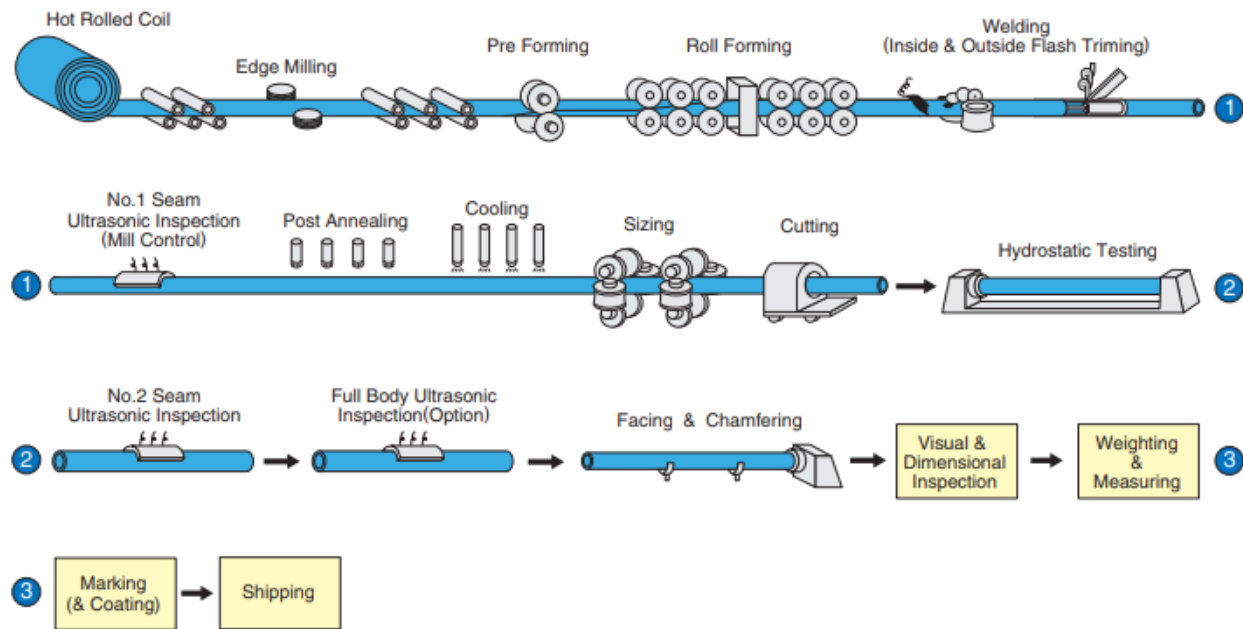 Hot Rolled Coil
Edge Milling
Pre Forming
Roll Forming
Welding
(Inside & Outside Flash Triming)
1
1
No.1 Seam
Ultrasonic Inspection
(Mill Control)
Post Annealing
Cooling
Sizing
Cutting
Hydrostatic Testing
2
2
No.2 Seam
Ultrasonic Inspection
Full Body Ultrasonic
Inspection(Option)
Facing & Chamfering
Visual &
Dimensional
Inspection
Weighting
&
Measuring
3
3
Marking
(& Coating)
Shipping